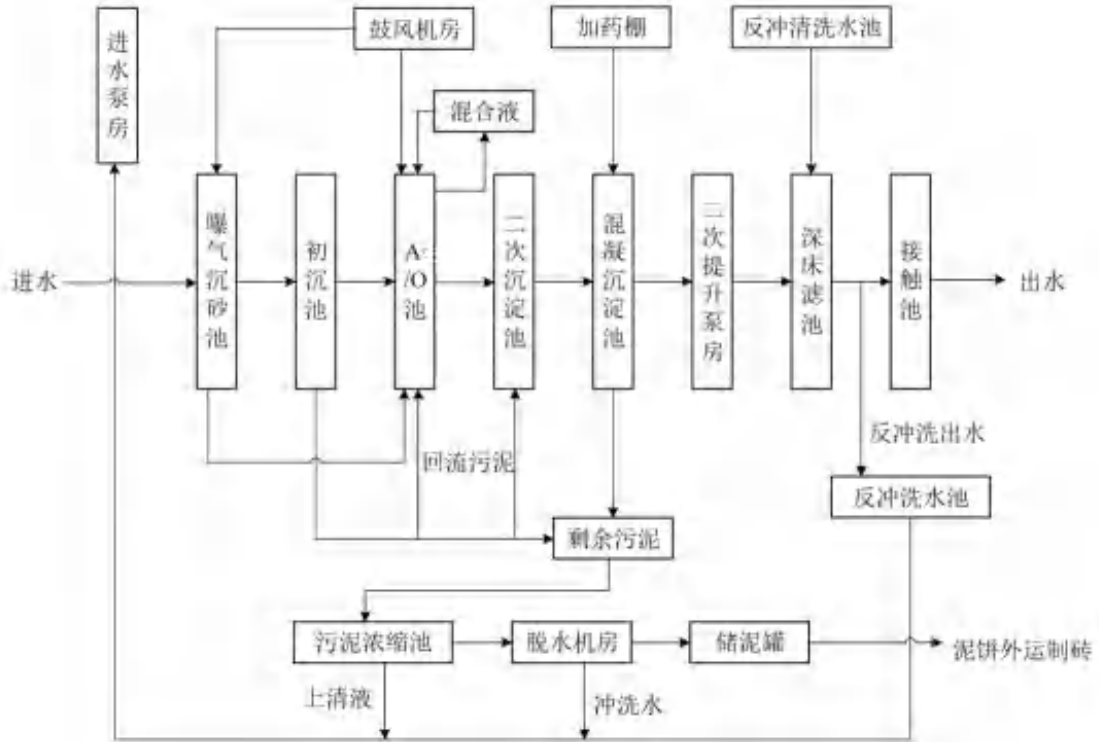 进水泵房
鼓风机房
加药棚
反冲清洗水池
混合液
进水
曝气沉砂池
初沉池
A²/O池
二次沉淀池
混凝沉淀池
二次提升泵房
深床滤池
接触池
出水
回流污泥
反冲洗出水
反冲洗水池
剩余污泥
污泥浓缩池
脱水机房
储泥罐
泥饼外运制砖
上清液
冲洗水